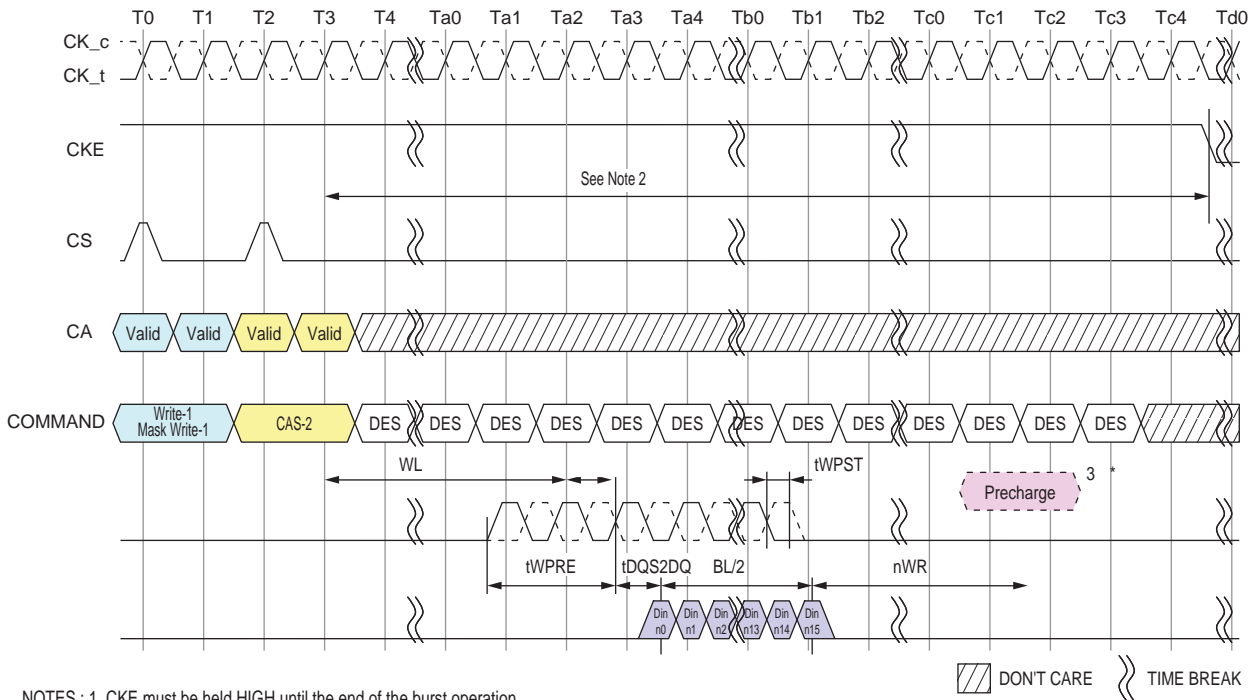 T0 T1 T2 T3 T4 Ta0 Ta1 Ta2 Ta3 Ta4 Tb0 Tb1 Tb2 Tc0 Tc1 Tc2 Tc3 Tc4 Td0
CK_c
CK_t
CKE
See Note 2
CS
CA Valid Valid Valid Valid
COMMAND Write-1 Mask Write-1 CAS-2 DES DES DES DES DES DES DES DES DES DES DES DES DES
WL tWPST
Precharge 3 *
tWPRE tDQS2DQ BL/2 nWR
Din n0 Din n1 Din n2 Din n13 Din n14 Din n15
DON'T CARE TIME BREAK
NOTES : 1. CKE must be held HIGH until the end of the burst operation.